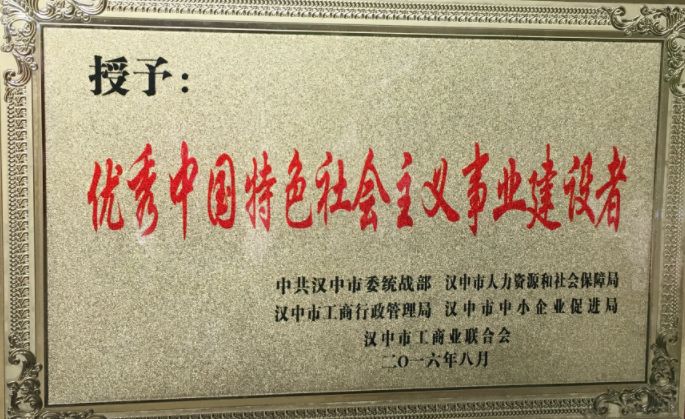 授予：
优秀中国特色社会主义事业建设者
中共汉中市委统战部 汉中市人力资源和社会保障局
汉中市工商行政管理局 汉中市中小企业促进局
汉中市工商业联合会
二〇一六年八月